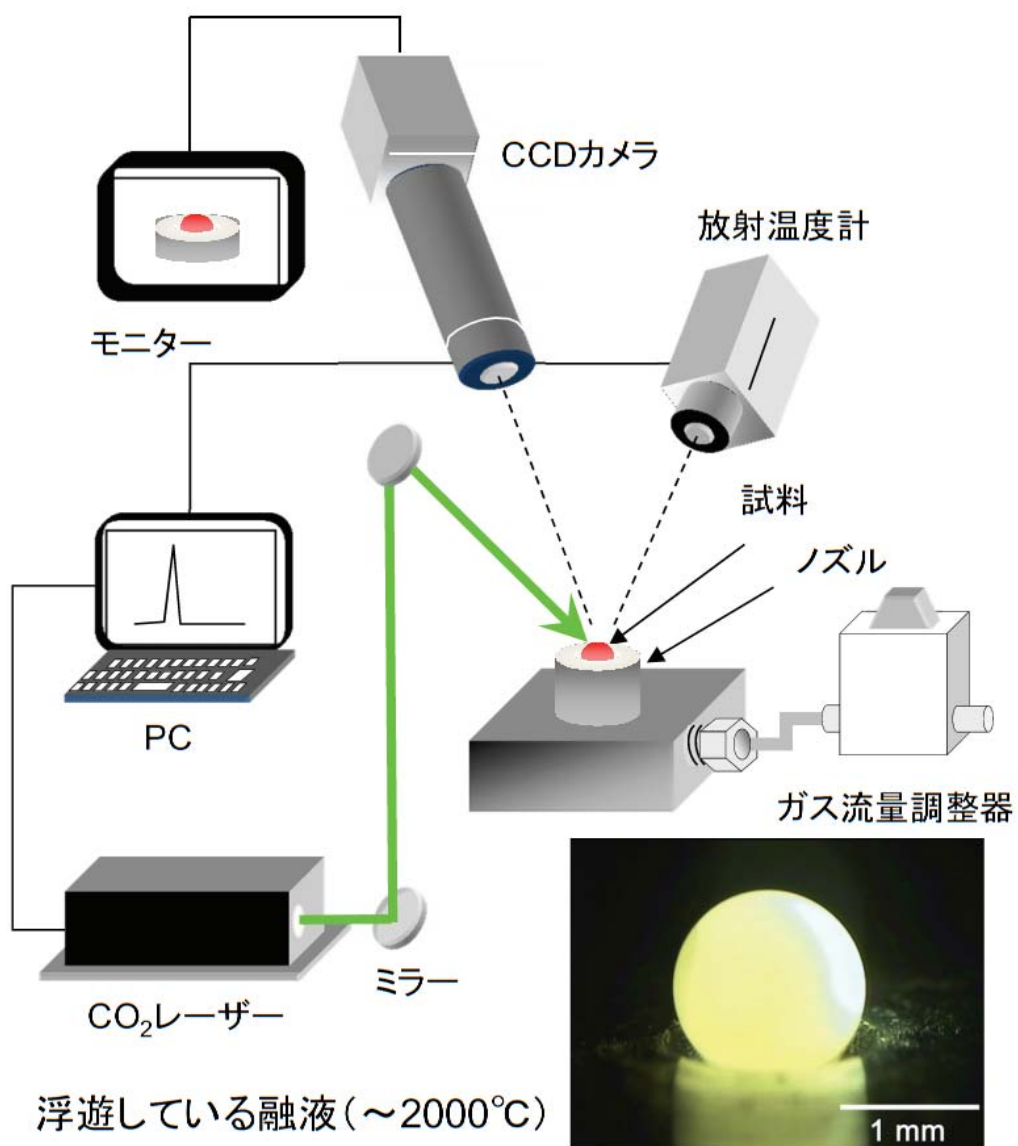 CCDカメラ
放射温度計
モニター
試料
ノズル
PC
ガス流量調整器
ミラー
CO₂レーザー
浮遊している融液(~2000℃)
1 mm